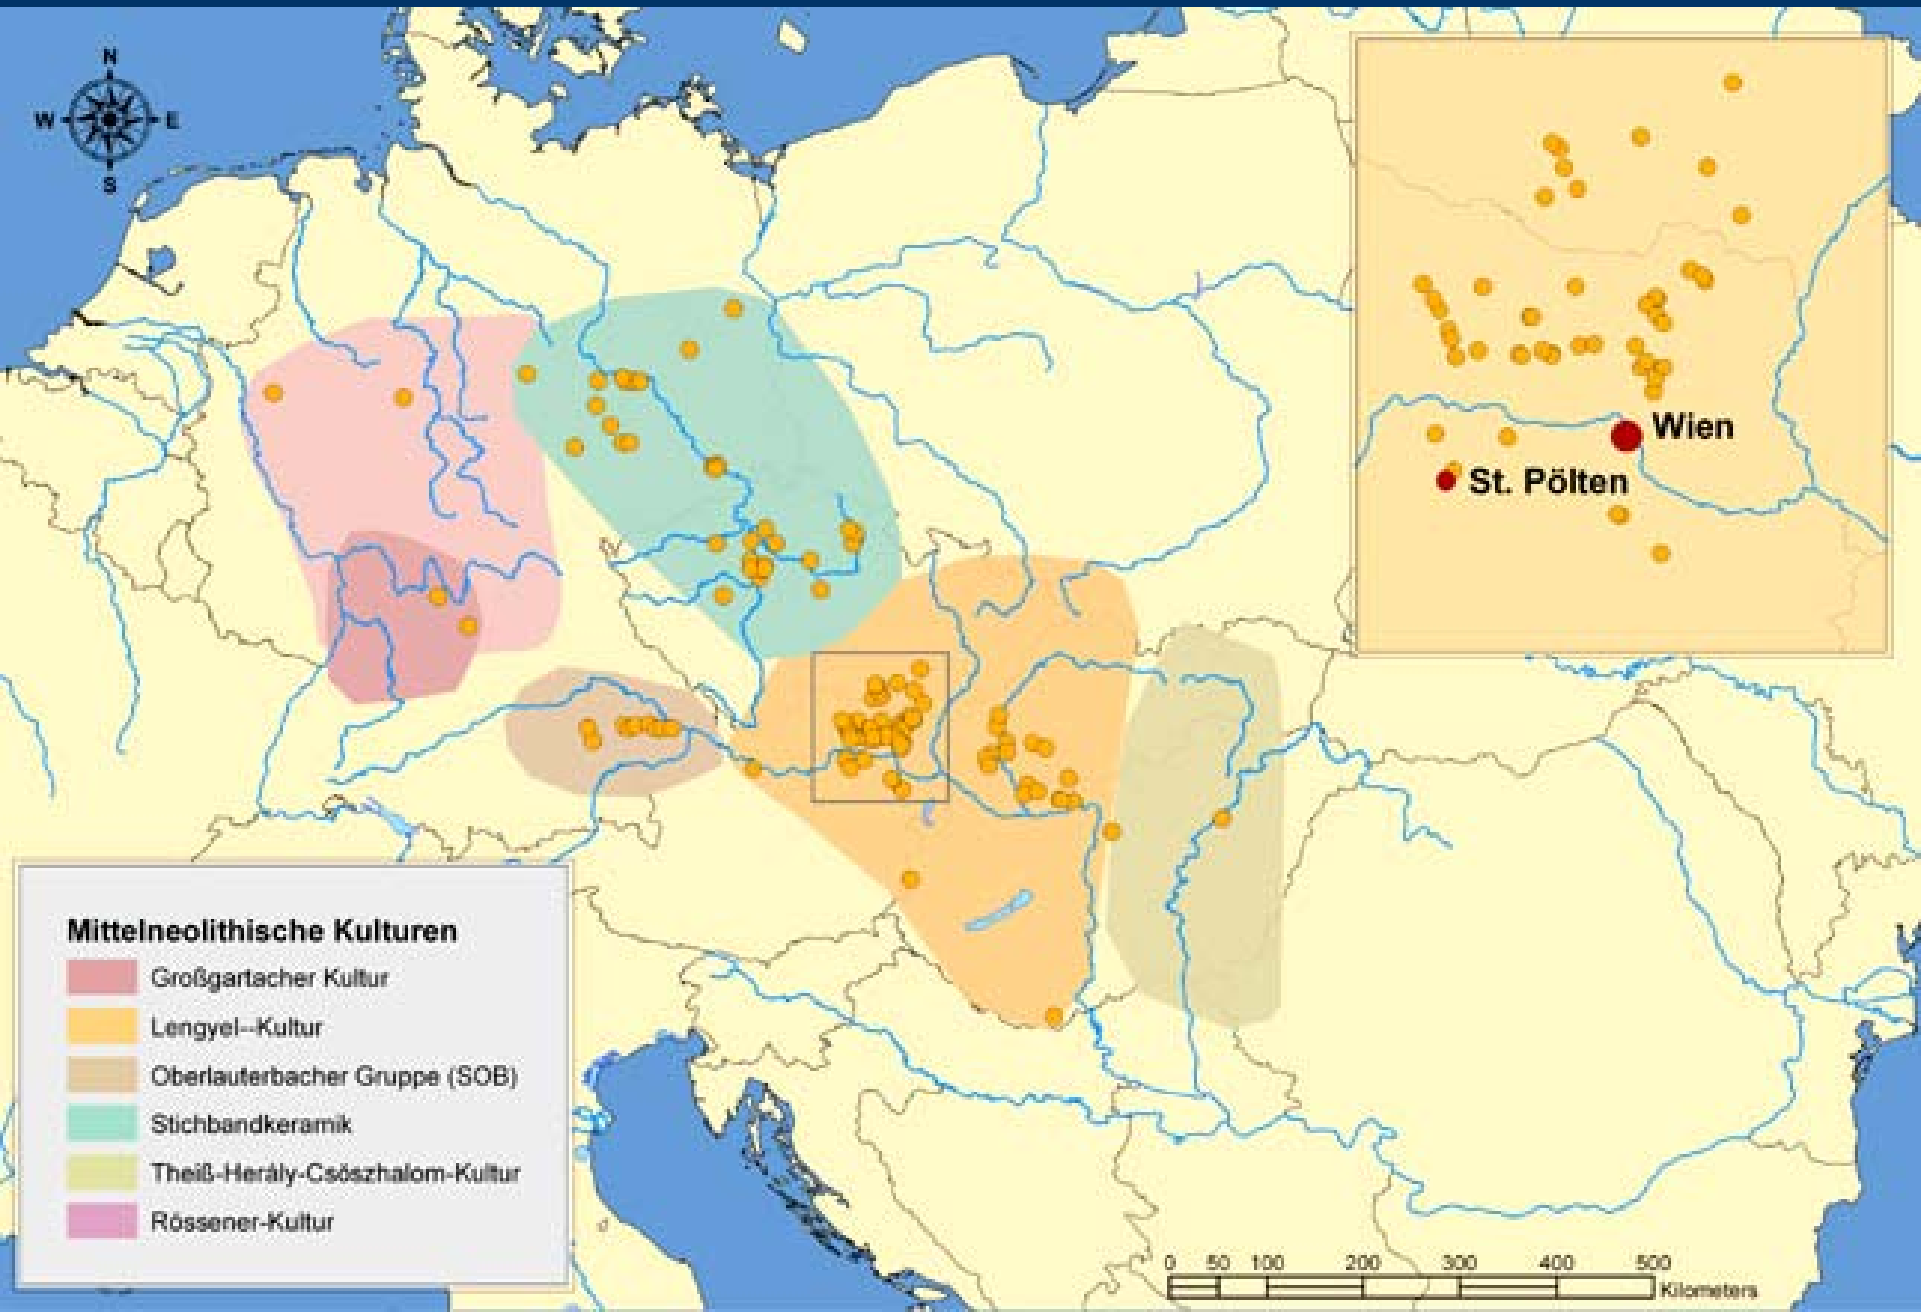 N
W E
S
Wien
St. Pölten
Mittelneolithische Kulturen
Großgartacher Kultur
Lengyel--Kultur
Oberlauterbacher Gruppe (SOB)
Stichbandkeramik
Theiß-Herály-Csöszhalom-Kultur
Rössener-Kultur
0 50 100 200 300 400 500
Kilometers